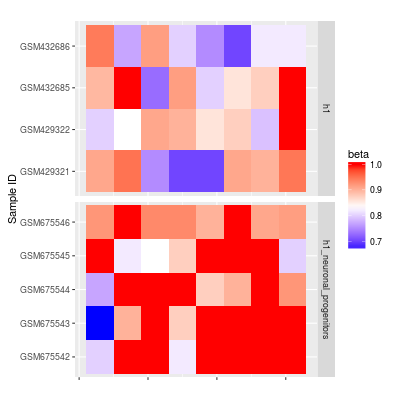 Sample ID
GSM432686
GSM432685
GSM429322
GSM429321
h1
GSM675546
GSM675545
GSM675544
GSM675543
GSM675542
h1_neuronal_progenitors
beta
1.0
0.9
0.8
0.7